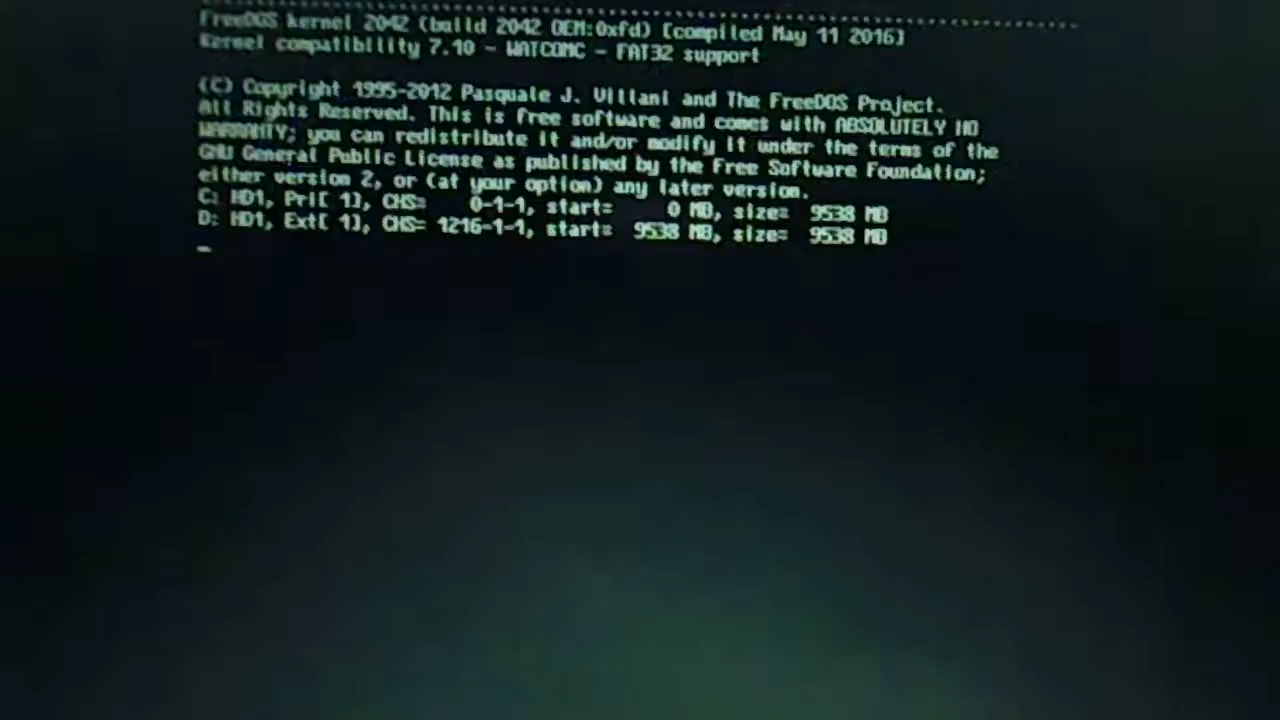 FreeDOS kernel 2042 (build 2042 OEM:0xfd) [compiled May 11 2016]
Kernel compatibility 7.10 - WATCOMC - FAT32 support
(C) Copyright 1995-2012 Pasquale J. Villani and The FreeDOS Project.
All Rights Reserved. This is free software and comes with ABSOLUTELY NO
WARRANTY; you can redistribute it and/or modify it under the terms of the
GNU General Public License as published by the Free Software Foundation;
either version 2, or (at your option) any later version.
C: HD1, Pri[ 1], CHS= 0-1-1, start= 0 MB, size= 9538 MB
D: HD1, Ext[ 1], CHS= 1216-1-1, start= 9538 MB, size= 9538 MB